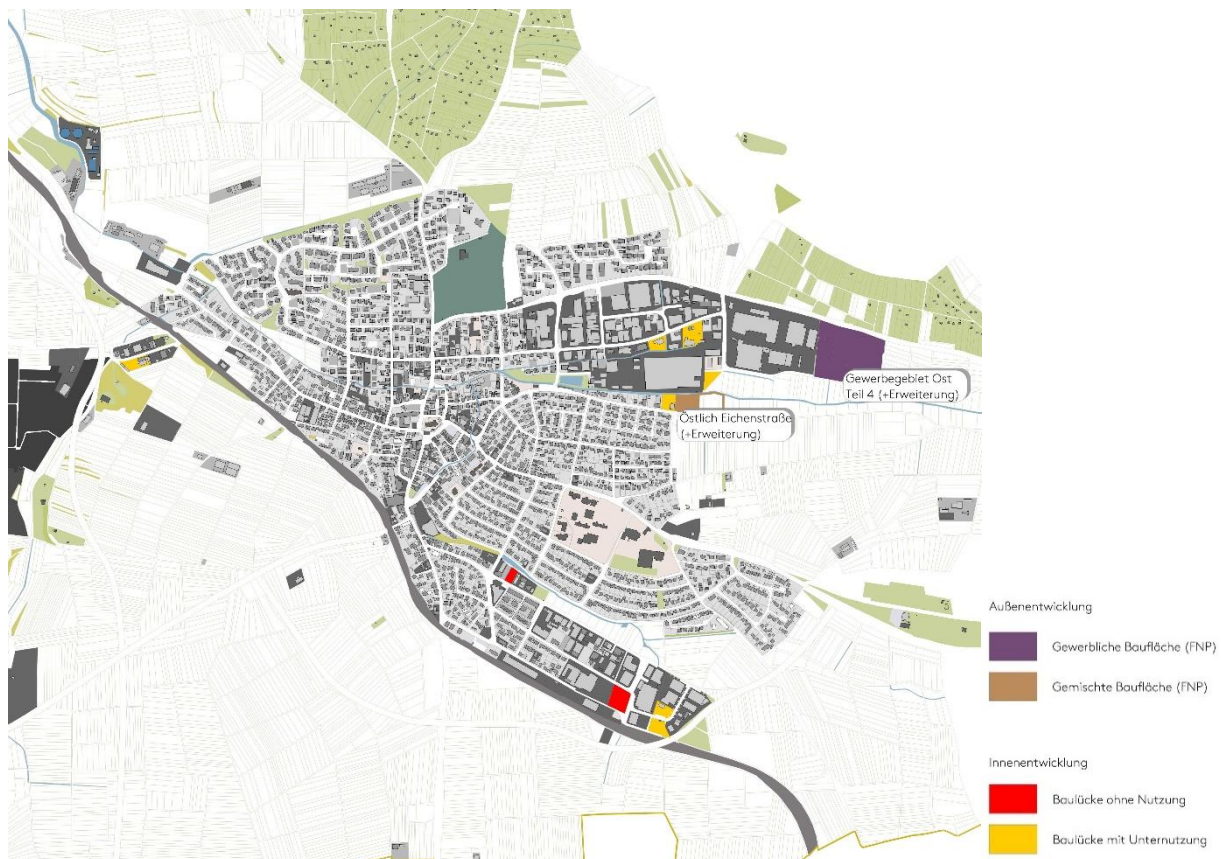 Gewerbegebiet Ost
Teil 4 (+Erweiterung)
Östlich Eichenstraße
(+Erweiterung)
Außenentwicklung
Gewerbliche Baufläche (FNP)
Gemischte Baufläche (FNP)
Innenentwicklung
Baulücke ohne Nutzung
Baulücke mit Unternutzung